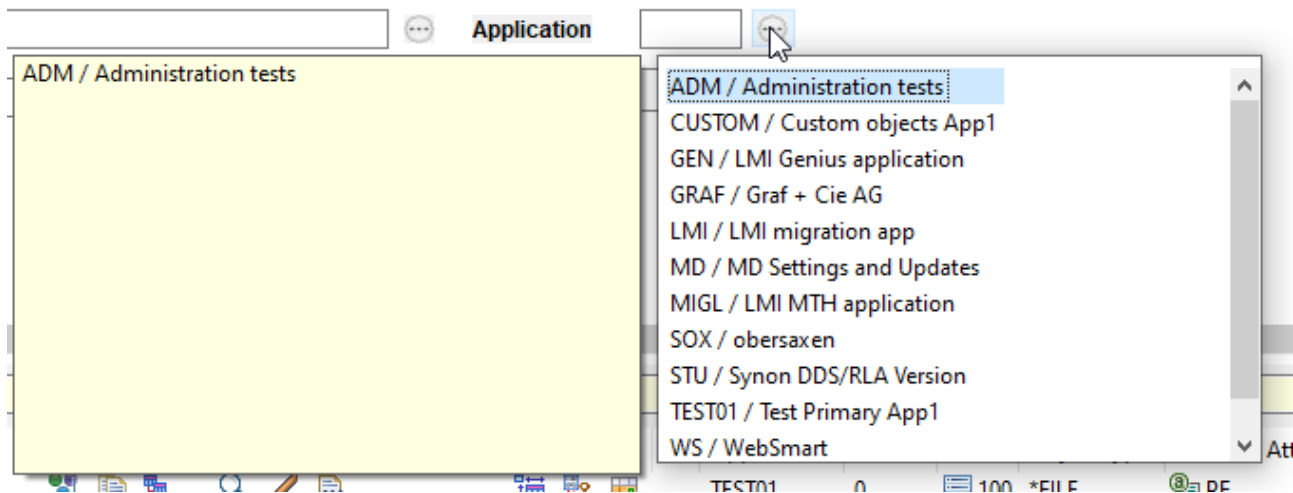 Application
ADM / Administration tests
ADM / Administration tests
CUSTOM / Custom objects App1
GEN / LMI Genius application
GRAF / Graf + Cie AG
LMI / LMI migration app
MD / MD Settings and Updates
MIGL / LMI MTH application
SOX / obersaxen
STU / Synon DDS/RLA Version
TEST01 / Test Primary App1
WS / WebSmart
Att
TEST01 0 100 *FILE PF